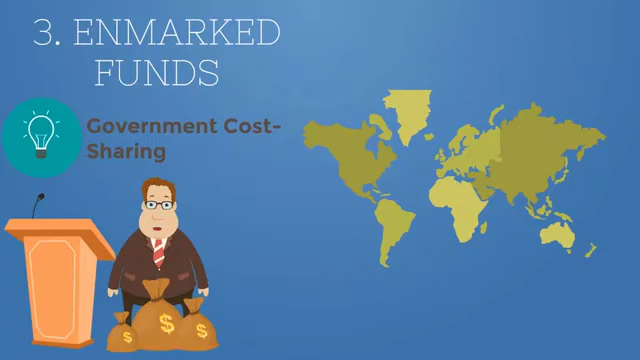 3. ENMARKED
FUNDS
Government Cost-
Sharing
$
$
$